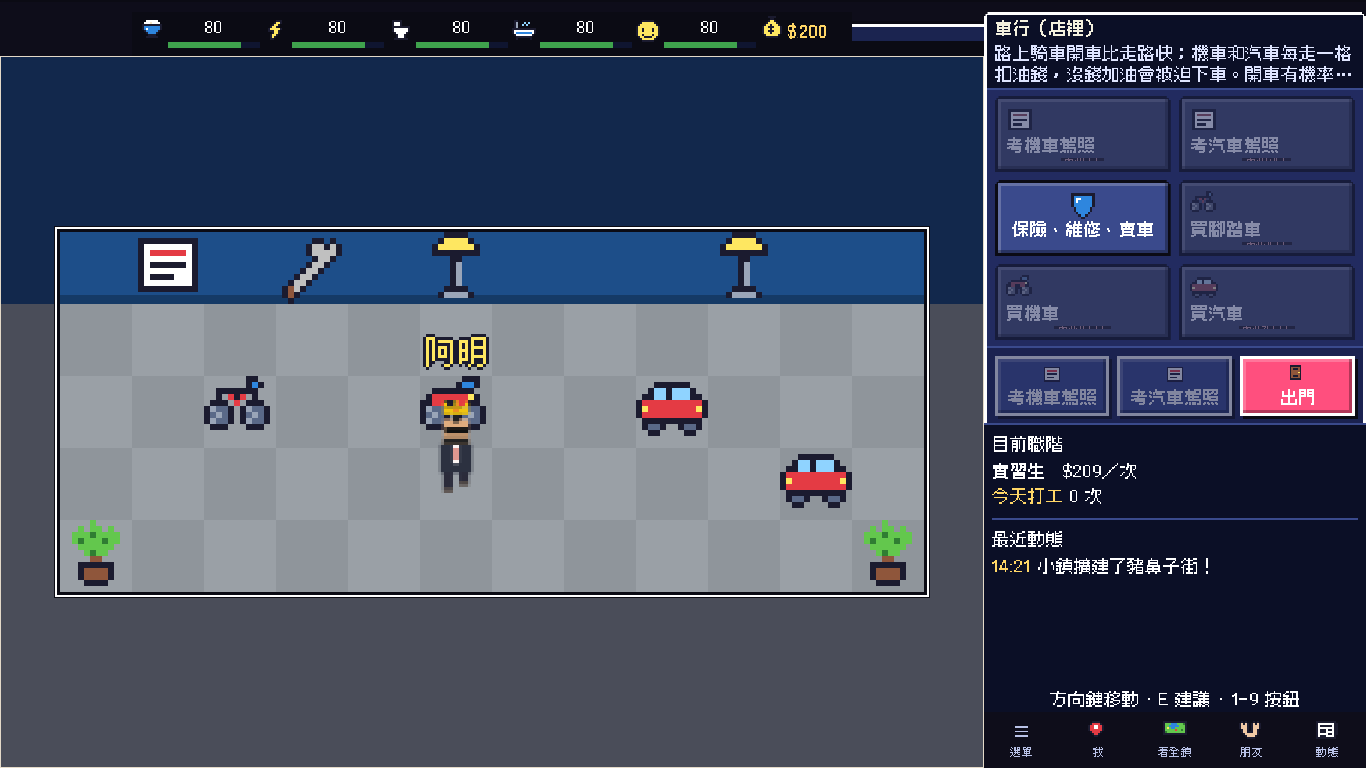 80
80
80
80
80
$200
車行（店裡）
路上騎車開車比走路快；機車和汽車每走一格
扣油錢，沒錢加油會被迫下車。開車有機率…
考機車駕照
考汽車駕照
保險、維修、賣車
買腳踏車
買機車
買汽車
考機車駕照
考汽車駕照
出門
阿明
目前職階
實習生 $209／次
今天打工 0 次
最近動態
14:21 小鎮擴建了豬鼻子街！
方向鍵移動 · E 建議 · 1-9 按鈕
選單
我
看全鎮
朋友
動態